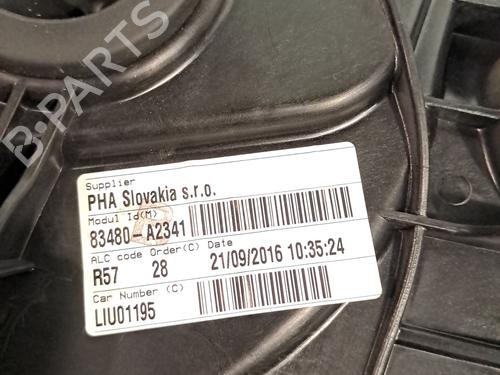 B-PARTS
Supplier
PHA Slovakia s.r.o.
Modul Id(M)
83480 A2341
ALC code Order(C) Date
R57 28 21/09/2016 10:35:24
Car Number (C)
LIU01195